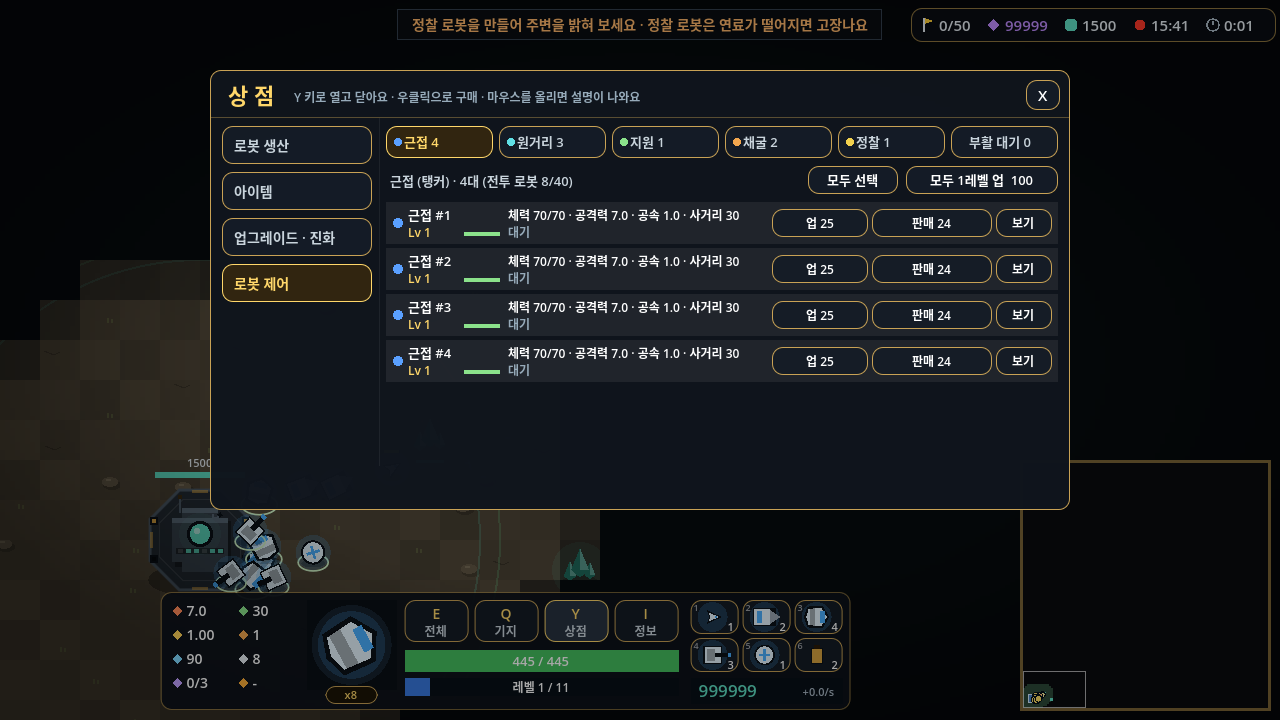 정찰 로봇을 만들어 주변을 밝혀 보세요 · 정찰 로봇은 연료가 떨어지면 고장나요
0/50 99999 1500 15:41 0:01
상 점 Y 키로 열고 닫아요 · 우클릭으로 구매 · 마우스를 올리면 설명이 나와요 X
로봇 생산
아이템
업그레이드 · 진화
로봇 제어
근접 4 원거리 3 지원 1 채굴 2 정찰 1 부활 대기 0
근접 (탱커) · 4대 (전투 로봇 8/40) 모두 선택 모두 1레벨 업 100
근접 #1 체력 70/70 · 공격력 7.0 · 공속 1.0 · 사거리 30 업 25 판매 24 보기
Lv 1 대기
근접 #2 체력 70/70 · 공격력 7.0 · 공속 1.0 · 사거리 30 업 25 판매 24 보기
Lv 1 대기
근접 #3 체력 70/70 · 공격력 7.0 · 공속 1.0 · 사거리 30 업 25 판매 24 보기
Lv 1 대기
근접 #4 체력 70/70 · 공격력 7.0 · 공속 1.0 · 사거리 30 업 25 판매 24 보기
Lv 1 대기
1500
7.0 30
1.00 1
90 8
0/3 -
x8
E 전체
Q 기지
Y 상점
I 정보
445 / 445
레벨 1 / 11
1 1 2 2 3 4
4 3 5 1 6 2
999999 +0.0/s